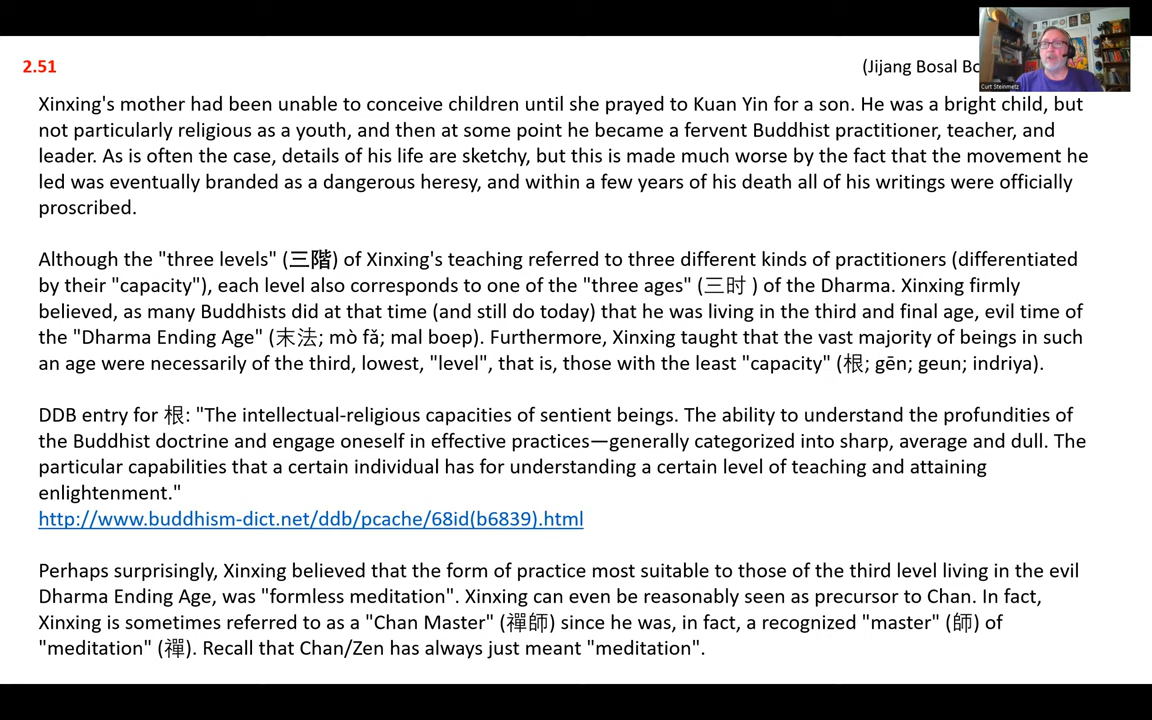 2.51
(Jijang Bosal Bo
Curt Steinmetz
Xinxing's mother had been unable to conceive children until she prayed to Kuan Yin for a son. He was a bright child, but
not particularly religious as a youth, and then at some point he became a fervent Buddhist practitioner, teacher, and
leader. As is often the case, details of his life are sketchy, but this is made much worse by the fact that the movement he
led was eventually branded as a dangerous heresy, and within a few years of his death all of his writings were officially
proscribed.
Although the "three levels" (三階) of Xinxing's teaching referred to three different kinds of practitioners (differentiated
by their "capacity"), each level also corresponds to one of the "three ages" (三时 ) of the Dharma. Xinxing firmly
believed, as many Buddhists did at that time (and still do today) that he was living in the third and final age, evil time of
the "Dharma Ending Age" (末法; mò fǎ; mal boep). Furthermore, Xinxing taught that the vast majority of beings in such
an age were necessarily of the third, lowest, "level", that is, those with the least "capacity" (根; gēn; geun; indriya).
DDB entry for 根: "The intellectual-religious capacities of sentient beings. The ability to understand the profundities of
the Buddhist doctrine and engage oneself in effective practices—generally categorized into sharp, average and dull. The
particular capabilities that a certain individual has for understanding a certain level of teaching and attaining
enlightenment."
http://www.buddhism-dict.net/ddb/pcache/68id(b6839).html
Perhaps surprisingly, Xinxing believed that the form of practice most suitable to those of the third level living in the evil
Dharma Ending Age, was "formless meditation". Xinxing can even be reasonably seen as precursor to Chan. In fact,
Xinxing is sometimes referred to as a "Chan Master" (禪師) since he was, in fact, a recognized "master" (師) of
"meditation" (禪). Recall that Chan/Zen has always just meant "meditation".